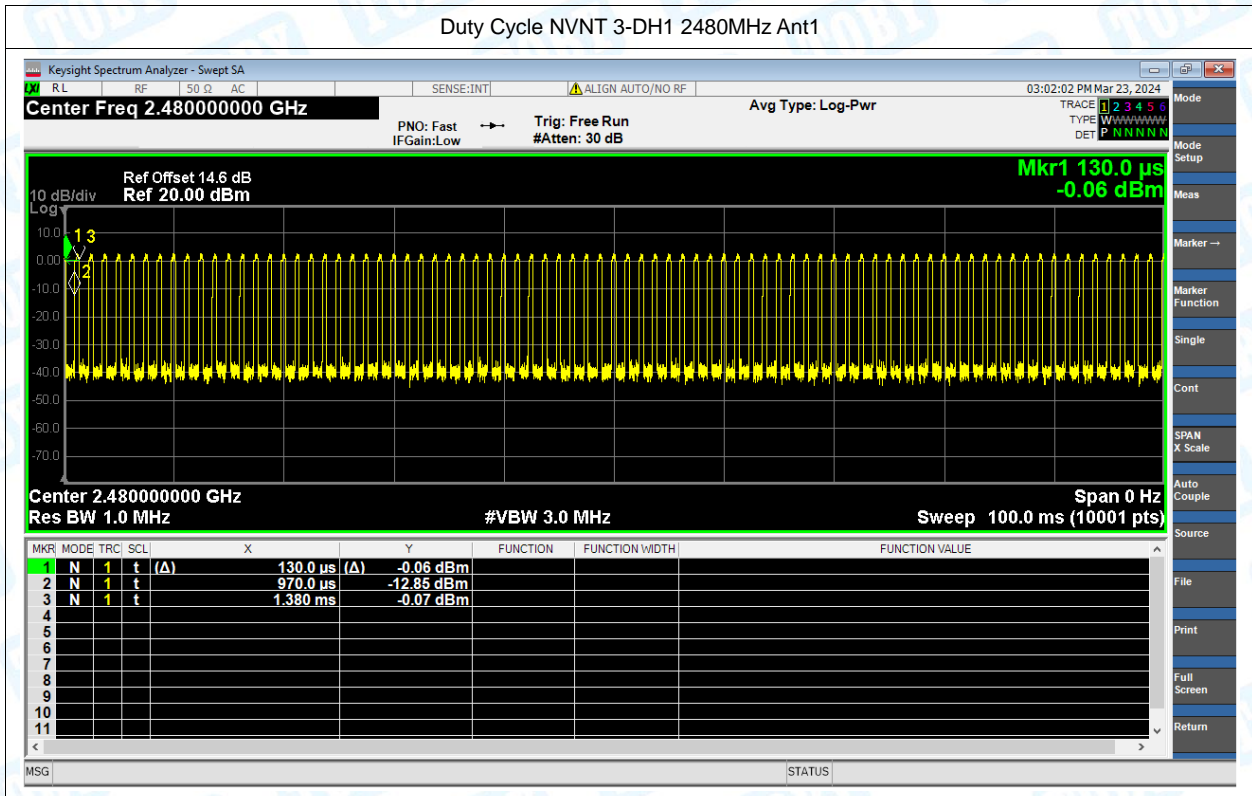 Duty Cycle NVNT 3-DH1 2480MHz Ant1
Keysight Spectrum Analyzer - Swept SA
LXI RL RF 50 Ω AC SENSE:INT ALIGN AUTO/NO RF 03:02:02 PM Mar 23, 2024
Center Freq 2.480000000 GHz
PNO: Fast
IFGain:Low
Trig: Free Run
#Atten: 30 dB
Avg Type: Log-Pwr
TRACE 1 2 3 4 5 6
TYPE WWWWWW
DET P N N N N N
Mkr1 130.0 µs
-0.06 dBm
Ref Offset 14.6 dB
10 dB/div Ref 20.00 dBm
Log
10.0
0.00
-10.0
-20.0
-30.0
-40.0
-50.0
-60.0
-70.0
1 3
2
Center 2.480000000 GHz Span 0 Hz
Res BW 1.0 MHz #VBW 3.0 MHz Sweep 100.0 ms (10001 pts)
MKR MODE TRC SCL X Y FUNCTION FUNCTION WIDTH FUNCTION VALUE
1 N 1 t (Δ) 130.0 µs (Δ) -0.06 dBm
2 N 1 t 970.0 µs -12.85 dBm
3 N 1 t 1.380 ms -0.07 dBm
4
5
6
7
8
9
10
11
MSG STATUS
Mode
Mode Setup
Meas
Marker →
Marker Function
Single
Cont
SPAN X Scale
Auto Couple
Source
File
Print
Full Screen
Return
TOBY